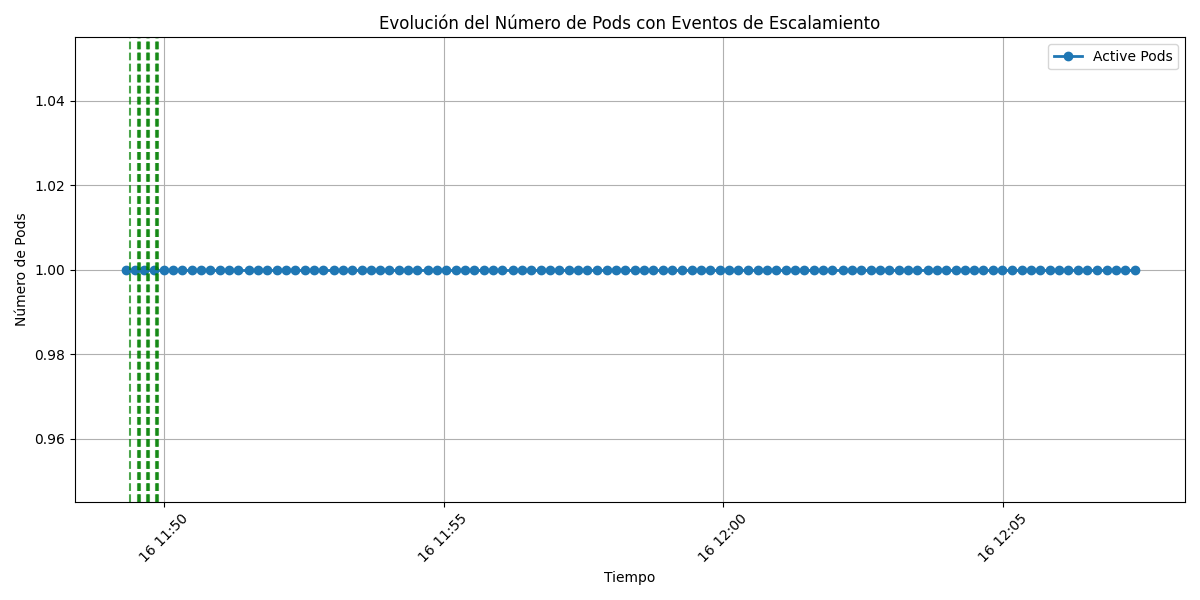 Evolución del Número de Pods con Eventos de Escalamiento
Active Pods
Número de Pods
1.04
1.02
1.00
0.98
0.96
16 11:50
16 11:55
16 12:00
16 12:05
Tiempo